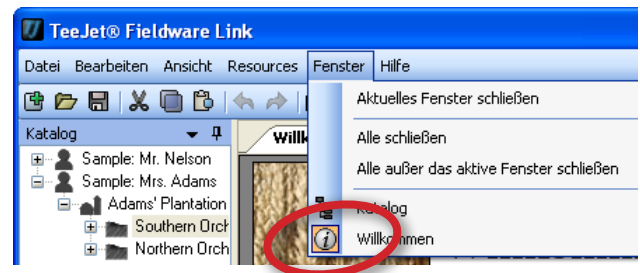 TeeJet® Fieldware Link
Datei Bearbeiten Ansicht Resources Fenster Hilfe
Aktuelles Fenster schließen
Katalog
Alle schließen
Sample: Mr. Nelson
Alle außer das aktive Fenster schließen
Sample: Mrs. Adams
Adams' Plantation
Katalog
Southern Orch
Willkommen
Northern Orch